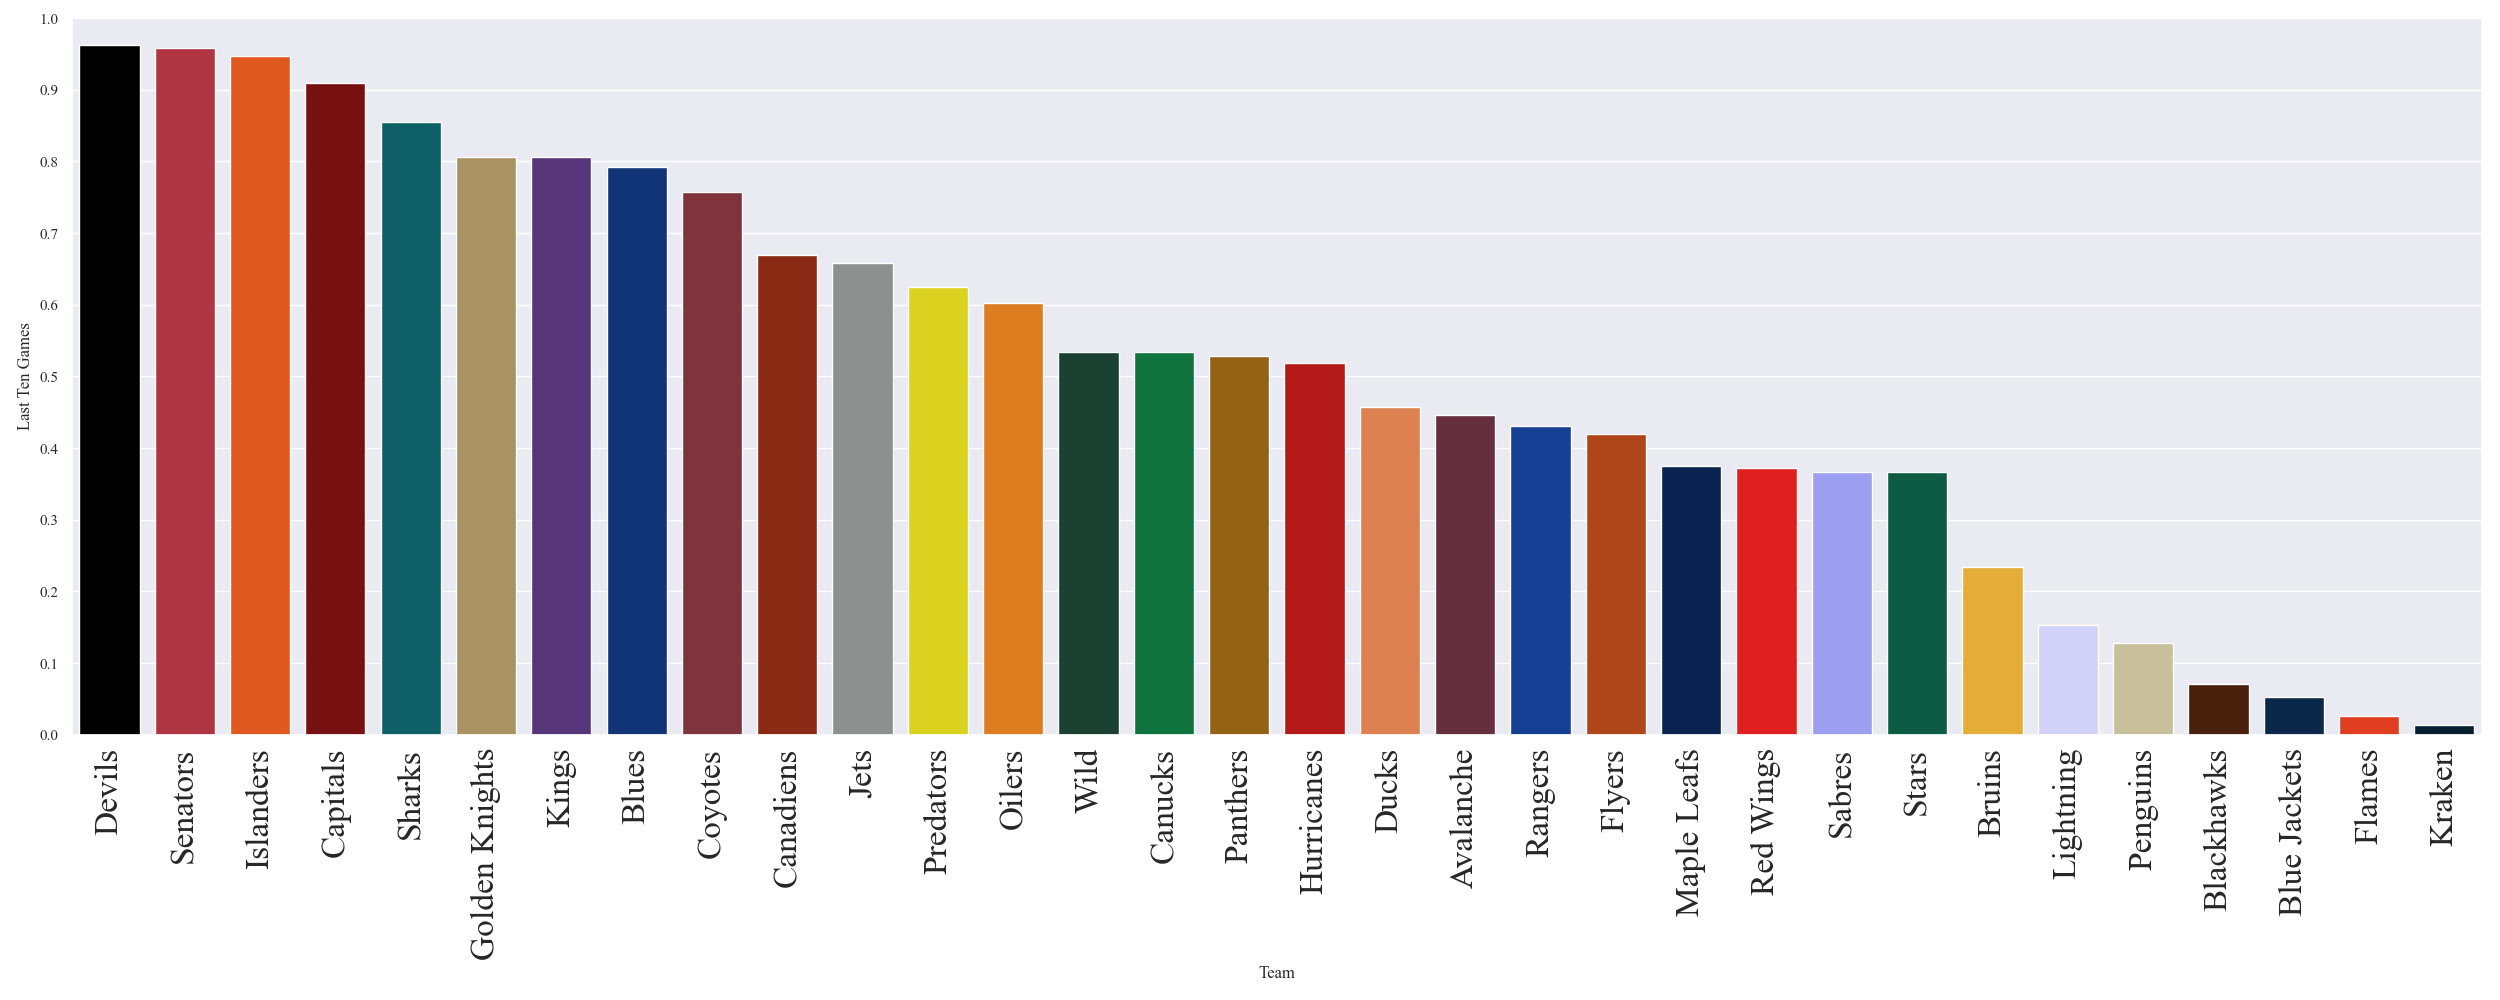 1.0
0.9
0.8
0.7
0.6
0.5
0.4
0.3
0.2
0.1
0.0
Last Ten Games
Devils
Senators
Islanders
Capitals
Sharks
Golden Knights
Kings
Blues
Coyotes
Canadiens
Jets
Predators
Oilers
Wild
Canucks
Panthers
Hurricanes
Ducks
Avalanche
Rangers
Flyers
Maple Leafs
Red Wings
Sabres
Stars
Bruins
Lightning
Penguins
Blackhawks
Blue Jackets
Flames
Kraken
Team